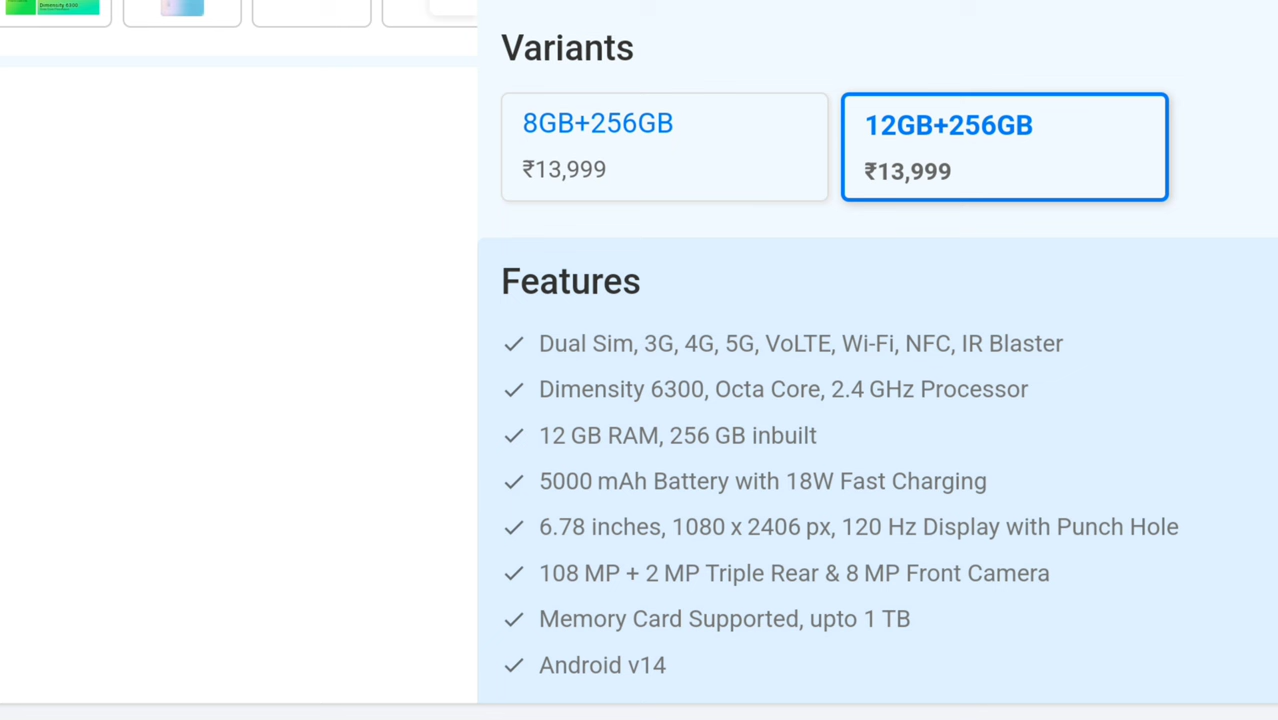 Dimensity 6300
Variants
8GB+256GB
₹13,999
12GB+256GB
₹13,999
Features
Dual Sim, 3G, 4G, 5G, VoLTE, Wi-Fi, NFC, IR Blaster
Dimensity 6300, Octa Core, 2.4 GHz Processor
12 GB RAM, 256 GB inbuilt
5000 mAh Battery with 18W Fast Charging
6.78 inches, 1080 x 2406 px, 120 Hz Display with Punch Hole
108 MP + 2 MP Triple Rear & 8 MP Front Camera
Memory Card Supported, upto 1 TB
Android v14